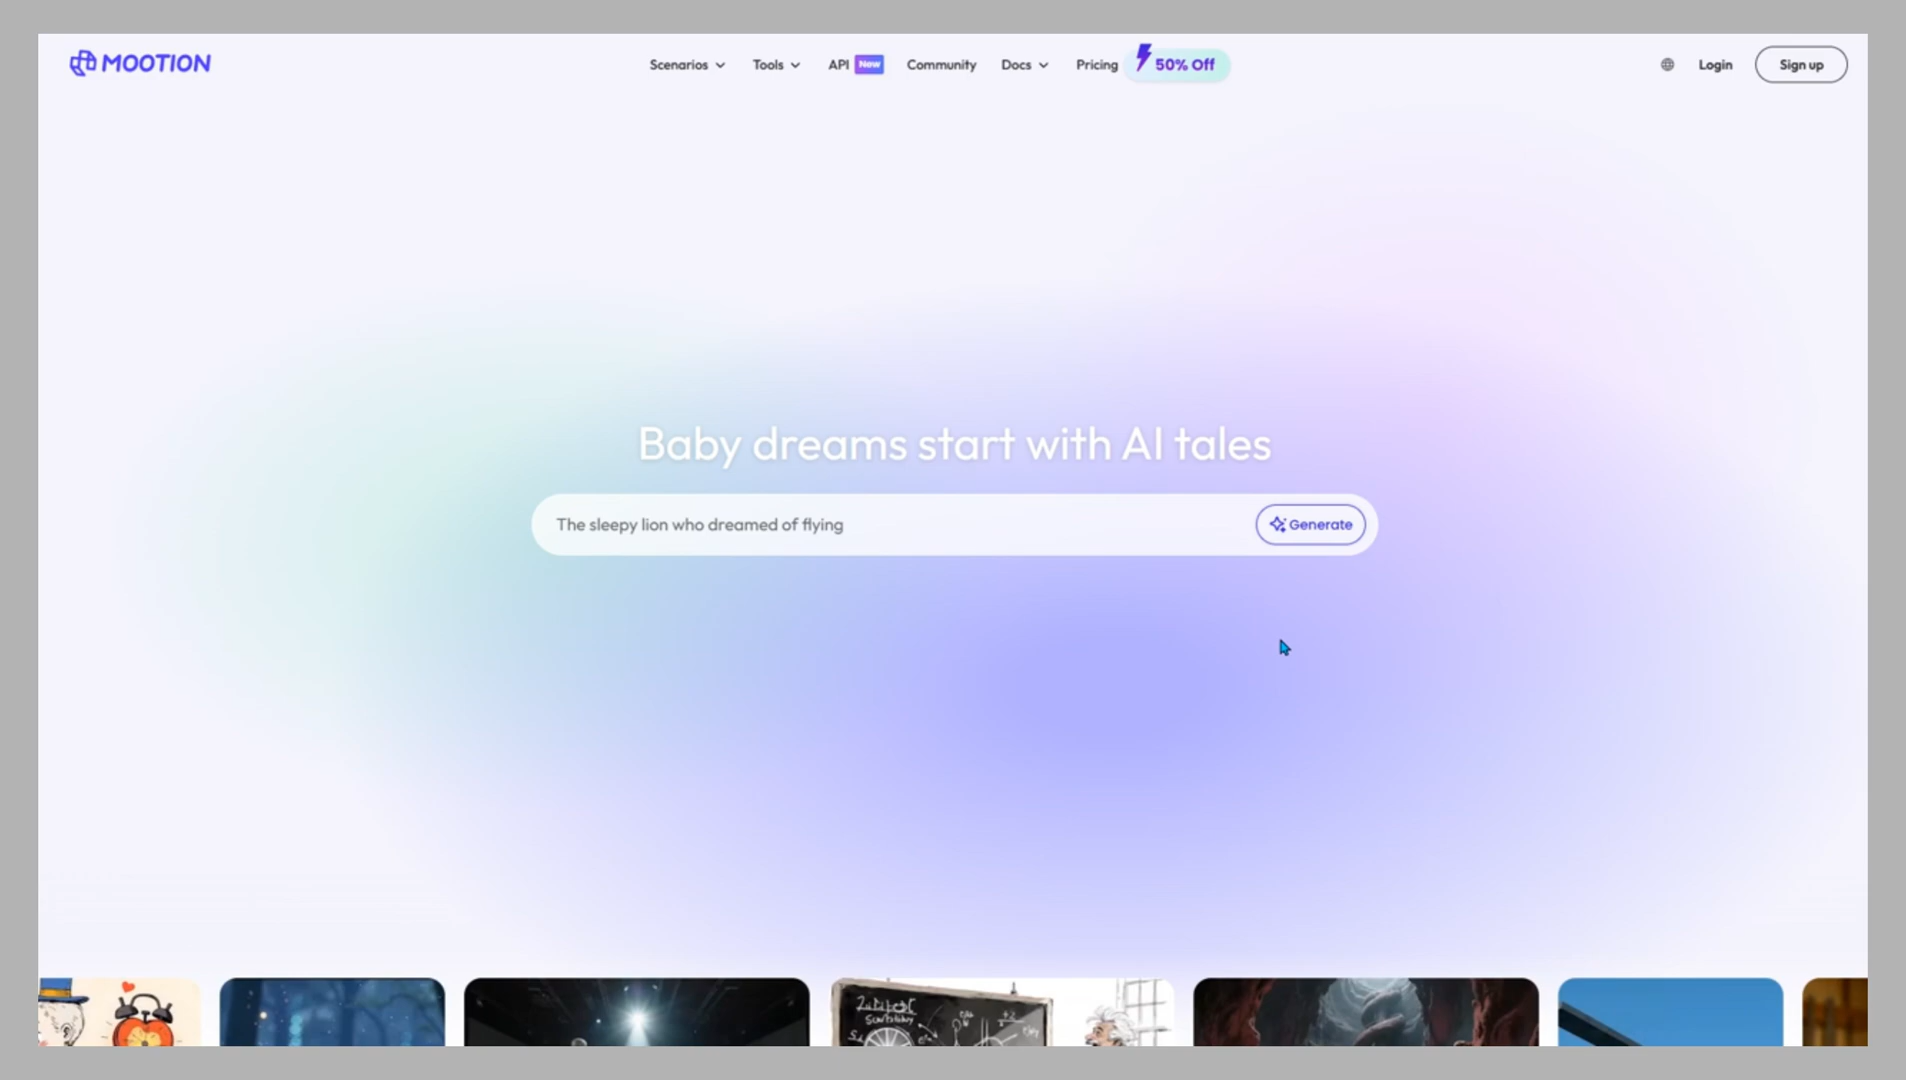 MOOTION
Scenarios
Tools
API New
Community
Docs
Pricing
50% Off
Login
Sign up
Baby dreams start with AI tales
The sleepy lion who dreamed of flying
Generate